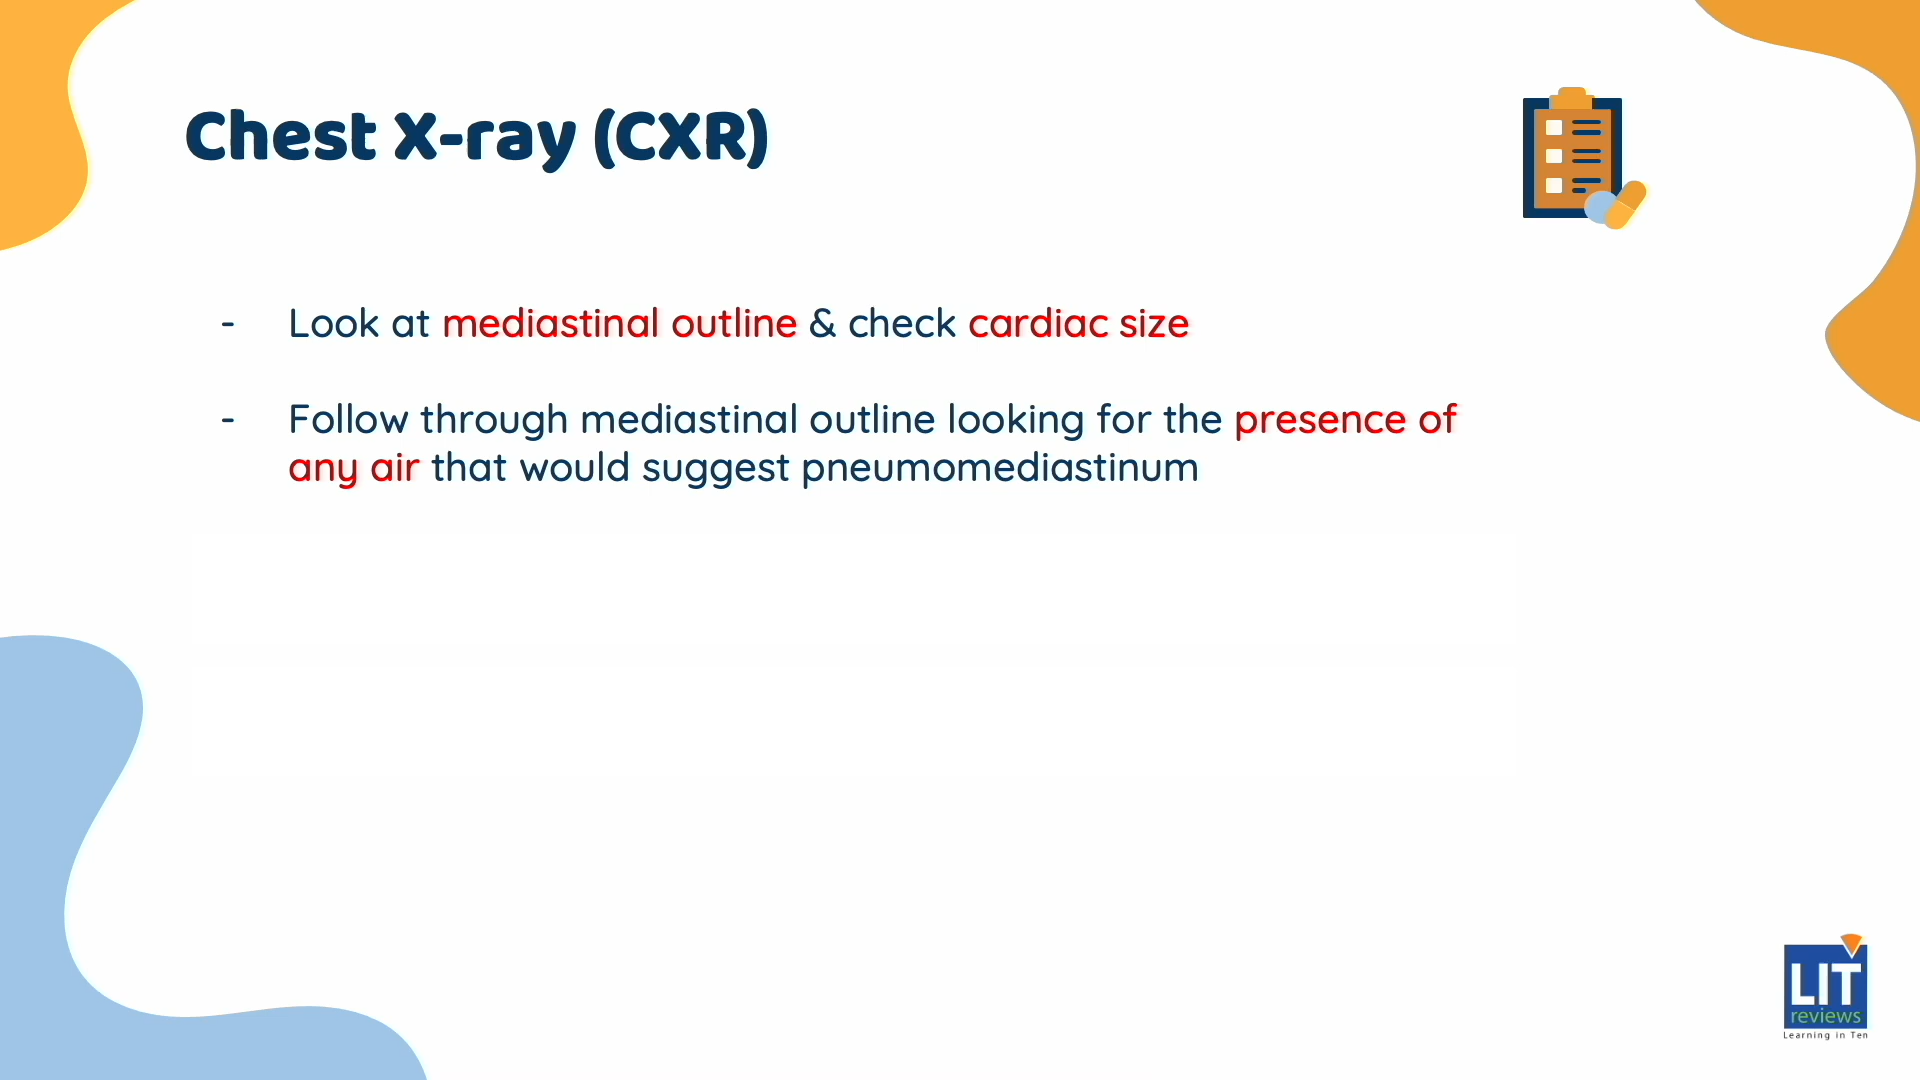 Chest X-ray (CXR)
- Look at mediastinal outline & check cardiac size
- Follow through mediastinal outline looking for the presence of
any air that would suggest pneumomediastinum
LIT
reviews
Learning in Ten